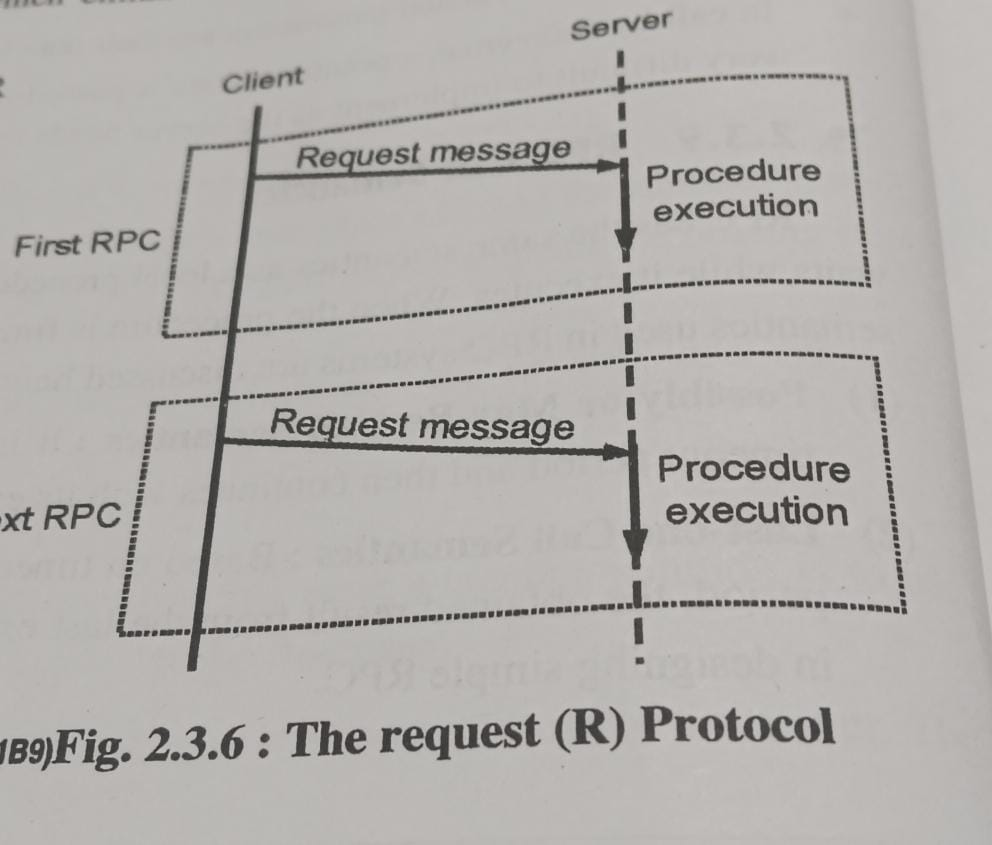 Server
Client
Request message
Procedure
execution
First RPC
Request message
Procedure
execution
xt RPC
1B9)Fig. 2.3.6 : The request (R) Protocol